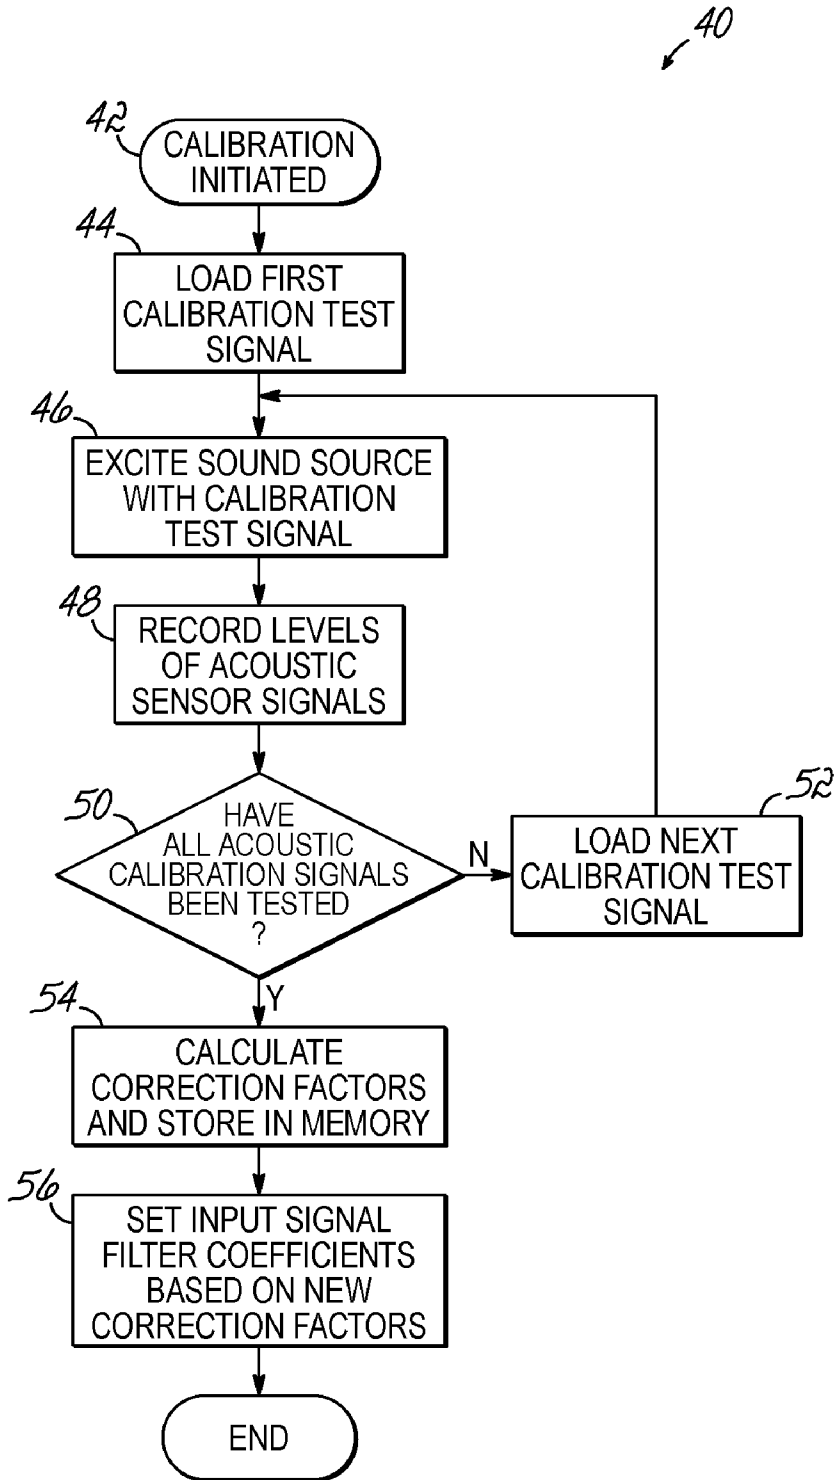 40
42
CALIBRATION
INITIATED
44
LOAD FIRST
CALIBRATION TEST
SIGNAL
46
EXCITE SOUND SOURCE
WITH CALIBRATION
TEST SIGNAL
48
RECORD LEVELS
OF ACOUSTIC
SENSOR SIGNALS
50
HAVE
ALL ACOUSTIC
CALIBRATION SIGNALS
BEEN TESTED
?
N
52
LOAD NEXT
CALIBRATION TEST
SIGNAL
Y
54
CALCULATE
CORRECTION FACTORS
AND STORE IN MEMORY
56
SET INPUT SIGNAL
FILTER COEFFICIENTS
BASED ON NEW
CORRECTION FACTORS
END